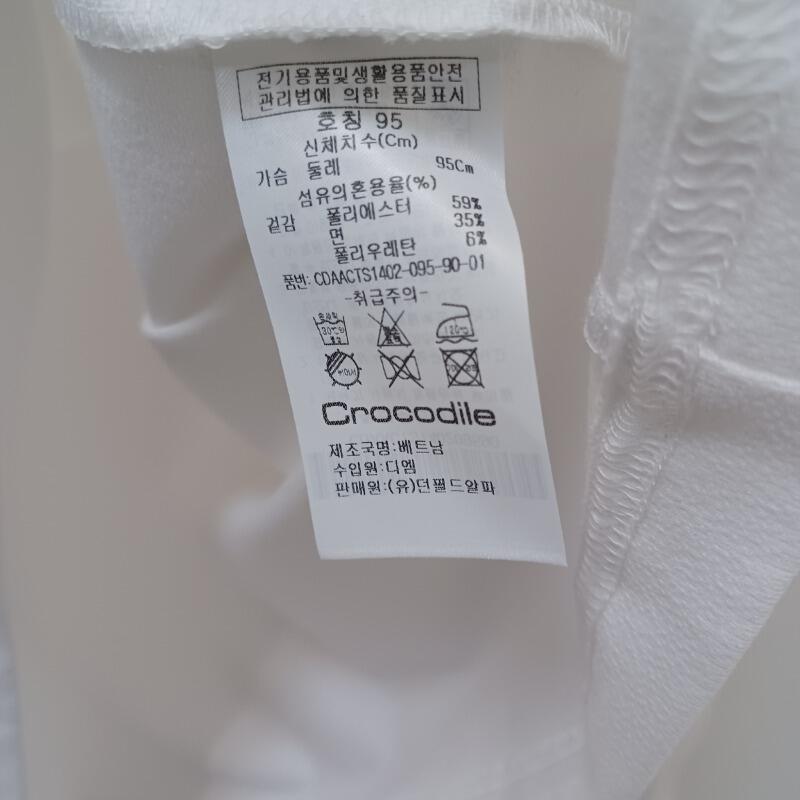 전기용품및생활용품안전
관리법에 의한 품질표시
호칭 95
신체치수(Cm)
가슴 둘레 95Cm
섬유의혼용율(%)
겉감 폴리에스터 59%
면 35%
폴리우레탄 6%
품번: CDAACTS1402-095-90-01
-취급주의-
30℃ 120℃
Crocodile
제조국명:베트남
수입원:디엠
판매원:(유)던필드알파